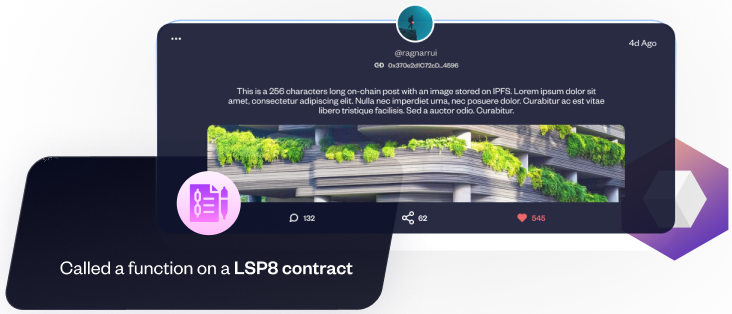 @ragnarrui
4d Ago
0x370e2d1C72cD...4596
This is a 256 characters long on-chain post with an image stored on IPFS. Lorem ipsum dolor sit
amet, consectetur adipiscing elit. Nulla nec imperdiet urna, nec posuere dolor. Curabitur ac est vitae
libero tristique facilisis. Sed a auctor odio. Curabitur.
132
62
545
Called a function on a LSP8 contract